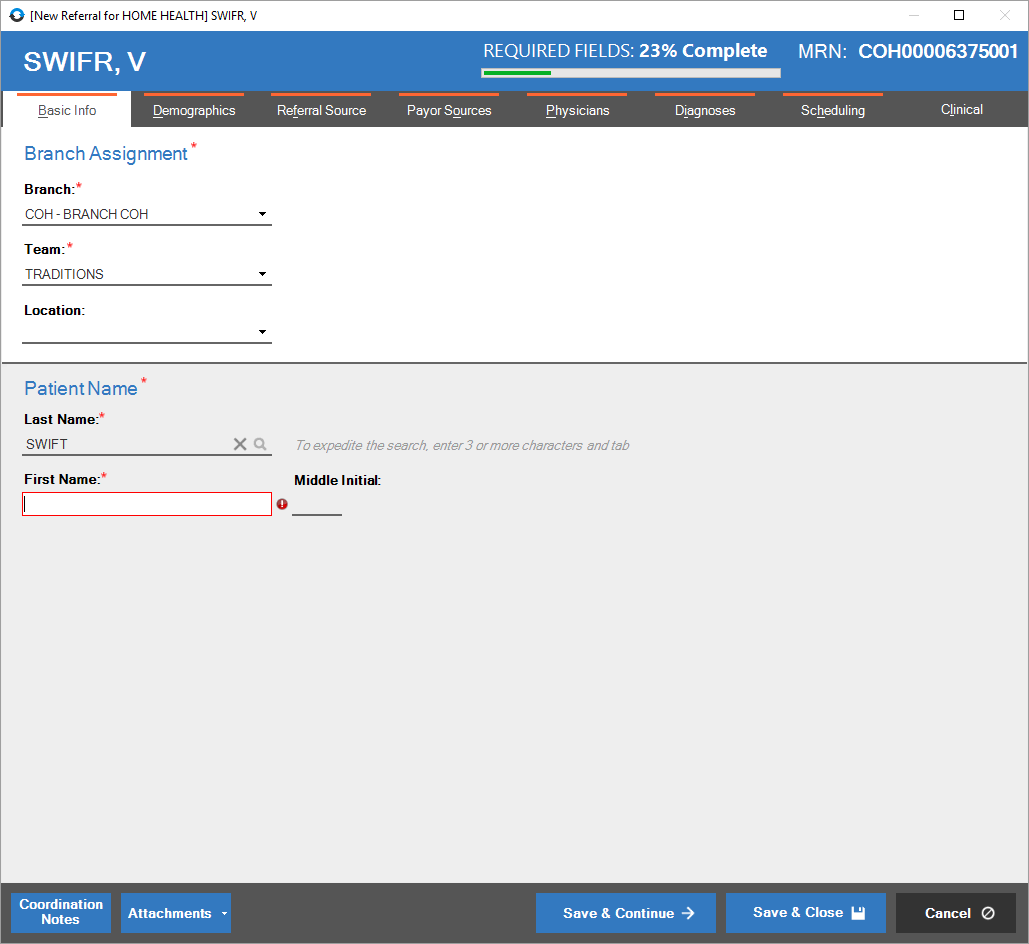 [New Referral for HOME HEALTH] SWIFR, V
SWIFR, V
REQUIRED FIELDS: 23% Complete
MRN: COH00006375001
Basic Info
Demographics
Referral Source
Payor Sources
Physicians
Diagnoses
Scheduling
Clinical
Branch Assignment *
Branch:*
COH - BRANCH COH
Team:*
TRADITIONS
Location:
Patient Name *
Last Name:*
SWIFT
To expedite the search, enter 3 or more characters and tab
First Name:*
Middle Initial:
Coordination
Notes
Attachments
Save & Continue
Save & Close
Cancel